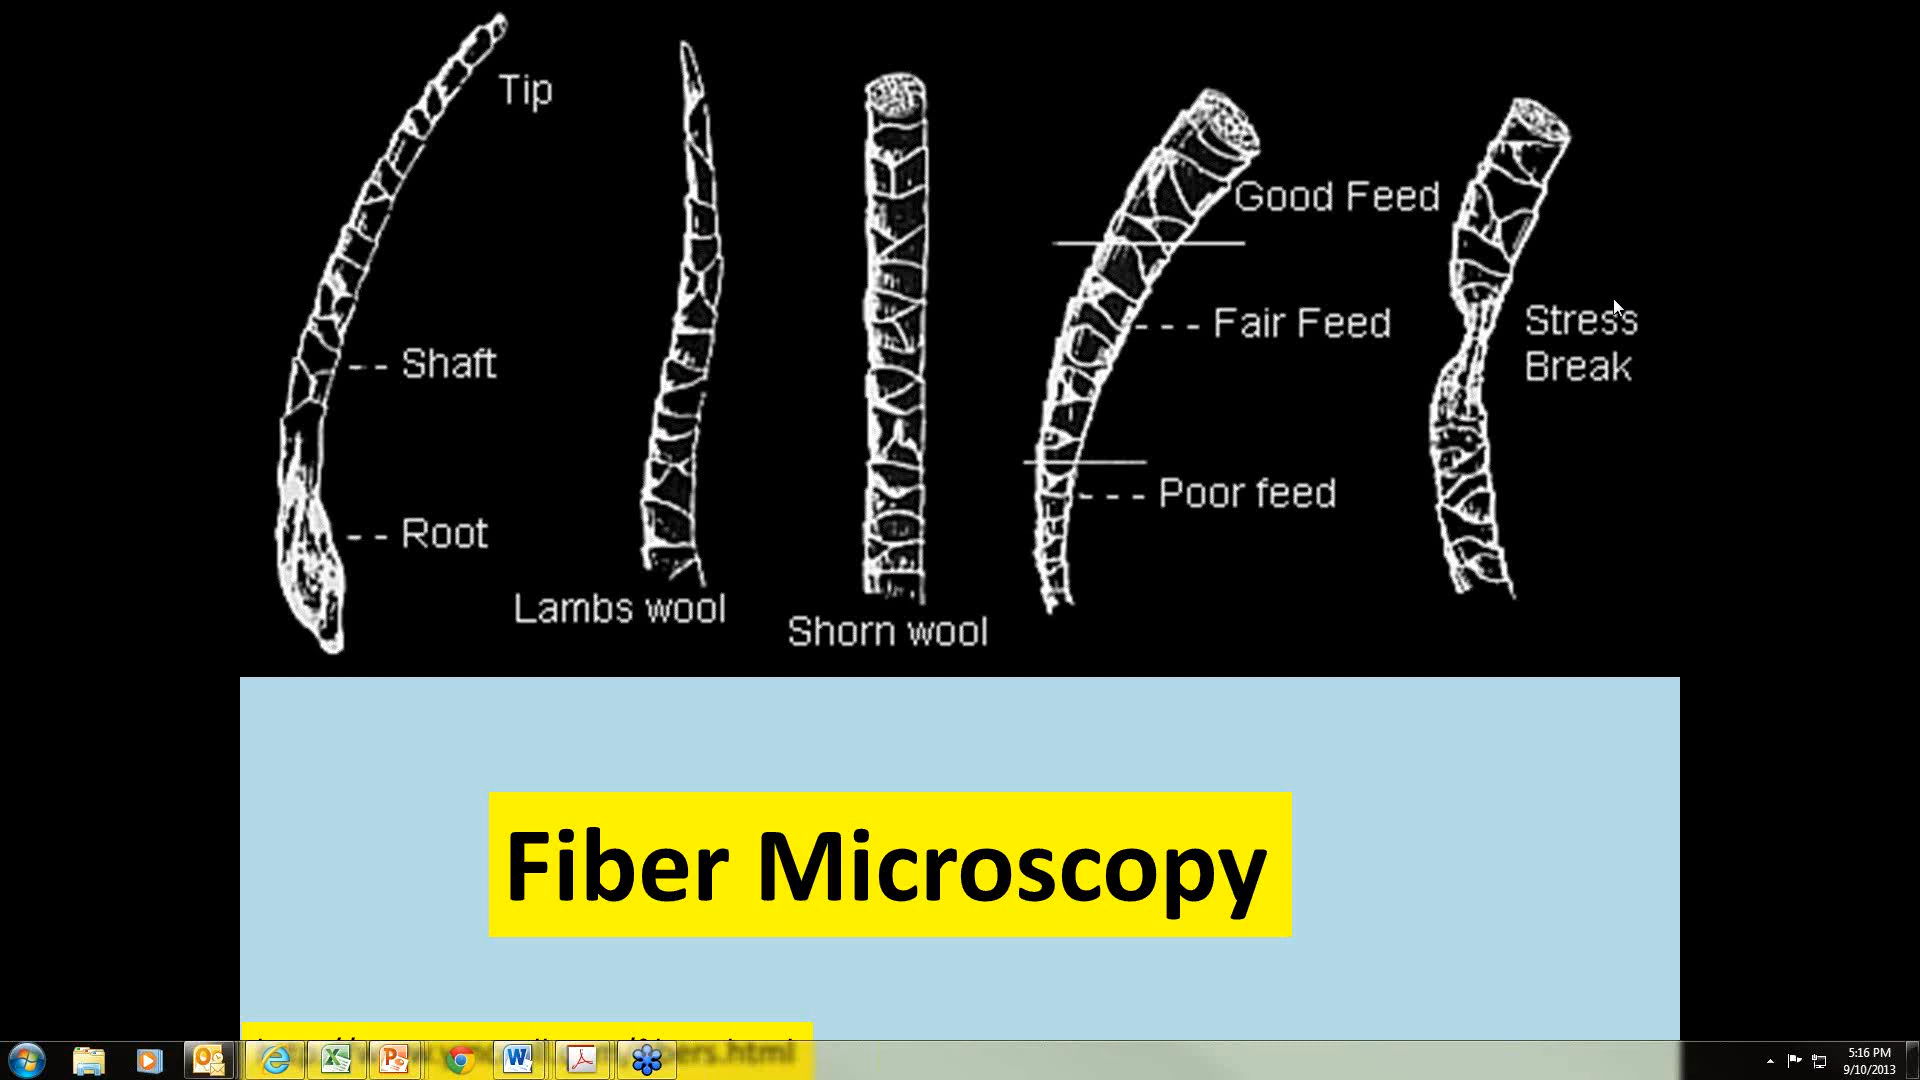 Tip
Good Feed
Stress
Break
--- Fair Feed
-- Shaft
--- Poor feed
-- Root
Lambs wool
Shorn wool
Fiber Microscopy
5:16 PM
9/10/2013